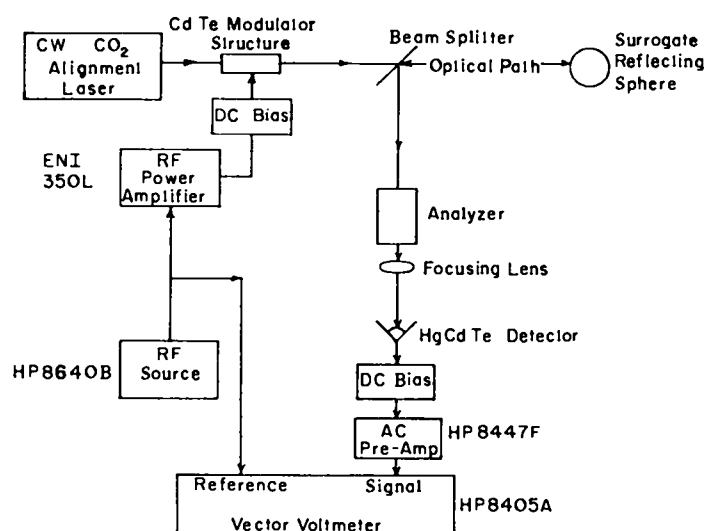 Cd Te Modulator
Structure
CW CO2
Alignment
Laser
Beam Splitter
Optical Path
Surrogate
Reflecting
Sphere
DC Bias
ENI
350L
RF
Power
Amplifier
Analyzer
Focusing Lens
HgCd Te Detector
HP8640B
RF
Source
DC Bias
AC
Pre-Amp
HP8447F
Reference
Signal
HP8405A
Vector Voltmeter